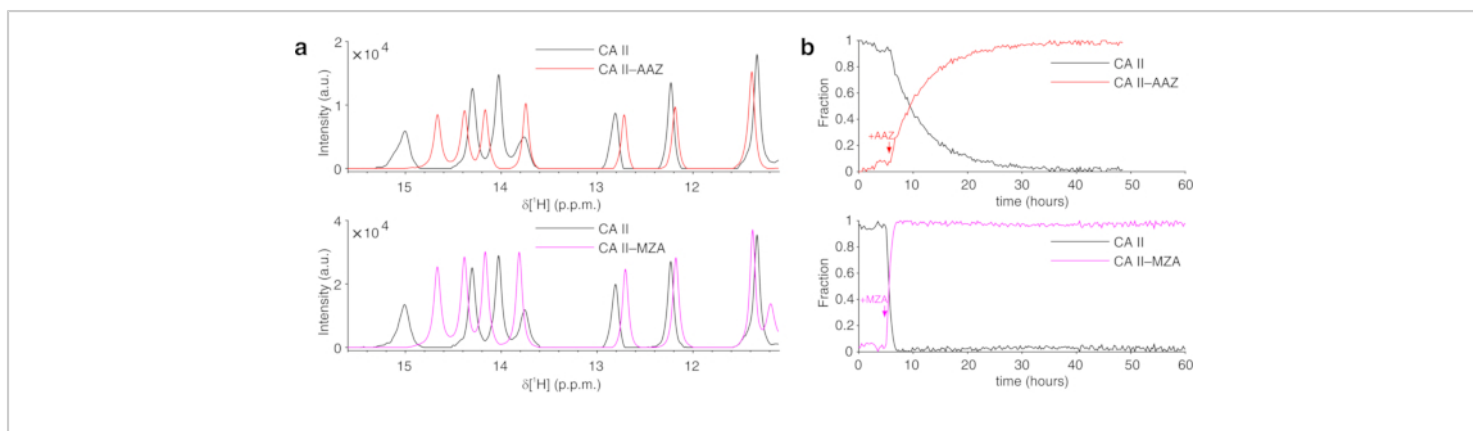 a
2
×10⁴
CA II
CA II–AAZ
Intensity (a.u.)
1
0
15
14
13
12
δ[¹H] (p.p.m.)
4
×10⁴
CA II
CA II–MZA
Intensity (a.u.)
2
0
15
14
13
12
δ[¹H] (p.p.m.)
b
1
0.8
0.6
0.4
0.2
0
Fraction
CA II
CA II–AAZ
+AAZ
0
10
20
30
40
50
60
time (hours)
1
0.8
0.6
0.4
0.2
0
Fraction
CA II
CA II–MZA
+MZA
0
10
20
30
40
50
60
time (hours)